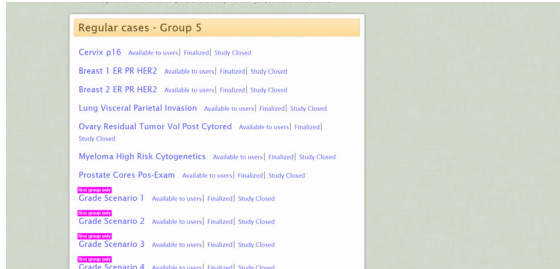 Regular cases - Group 5
Cervix p16 Available to users| Finalized| Study Closed
Breast 1 ER PR HER2 Available to users| Finalized| Study Closed
Breast 2 ER PR HER2 Available to users| Finalized| Study Closed
Lung Visceral Parietal Invasion Available to users| Finalized| Study Closed
Ovary Residual Tumor Vol Post Cytored Available to users| Finalized|
Study Closed
Myeloma High Risk Cytogenetics Available to users| Finalized| Study Closed
Prostate Cores Pos-Exam Available to users| Finalized| Study Closed
first group only
Grade Scenario 1 Available to users| Finalized| Study Closed
first group only
Grade Scenario 2 Available to users| Finalized| Study Closed
first group only
Grade Scenario 3 Available to users| Finalized| Study Closed
first group only
Grade Scenario 4 Available to users| Finalized| Study Closed